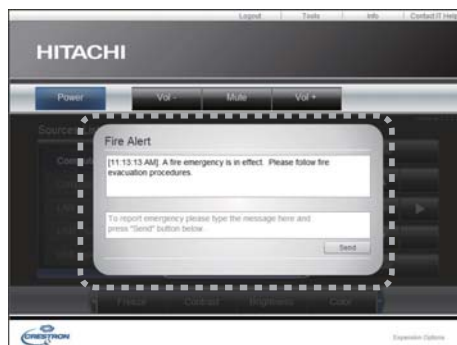 Logout Tools Info Contact IT Help
HITACHI
Power Vol - Mute Vol +
Fire Alert
[11:13:13 AM] A fire emergency is in effect. Please follow fire
evacuation procedures.
To report emergency please type the message here and
press "Send" button below
Send
Freeze Contrast Brightness Color
CRESTRON
Expansion Options